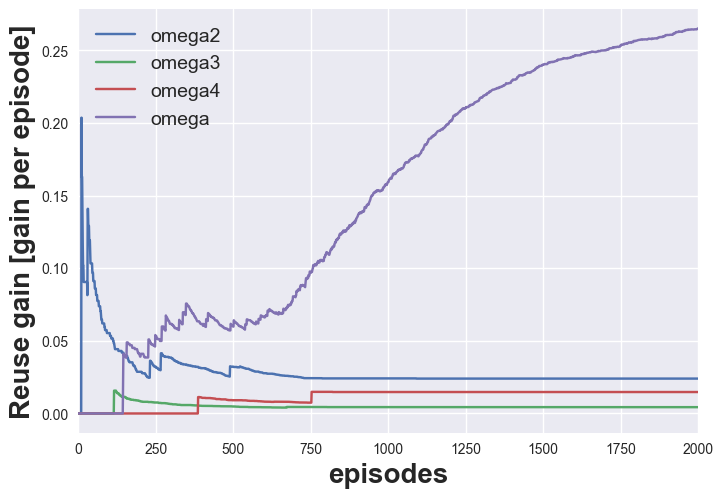 Reuse gain [gain per episode]
0.25
0.20
0.15
0.10
0.05
0.00
omega2
omega3
omega4
omega
0 250 500 750 1000 1250 1500 1750 2000
episodes